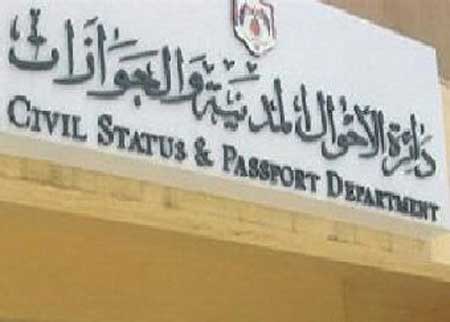 دائرة الأحوال المدنية والجوازات
CIVIL STATUS & PASSPORT DEPARTMENT